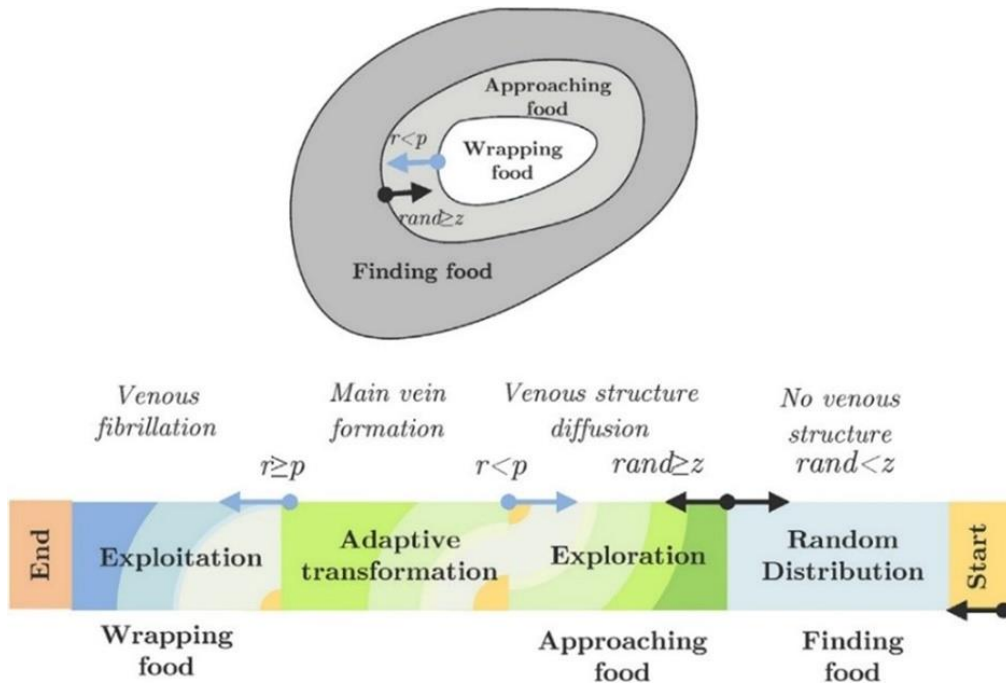 Approaching
food
r<p
Wrapping
food
rand≥z
Finding food
Venous
fibrillation
Main vein
formation
Venous structure
diffusion
No venous
structure
r≥p
r<p
rand≥z
rand<z
End
Exploitation
Adaptive
transformation
Exploration
Random
Distribution
Start
Wrapping
food
Approaching
food
Finding
food